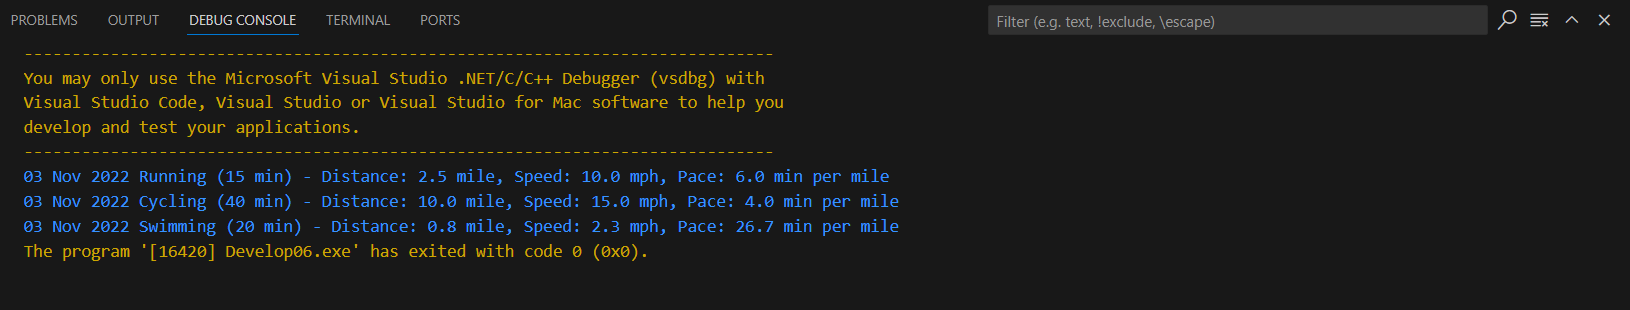 PROBLEMS OUTPUT DEBUG CONSOLE TERMINAL PORTS Filter (e.g. text, !exclude, \escape)
------------------------------------------------------------------------------
You may only use the Microsoft Visual Studio .NET/C/C++ Debugger (vsdbg) with
Visual Studio Code, Visual Studio or Visual Studio for Mac software to help you
develop and test your applications.
------------------------------------------------------------------------------
03 Nov 2022 Running (15 min) - Distance: 2.5 mile, Speed: 10.0 mph, Pace: 6.0 min per mile
03 Nov 2022 Cycling (40 min) - Distance: 10.0 mile, Speed: 15.0 mph, Pace: 4.0 min per mile
03 Nov 2022 Swimming (20 min) - Distance: 0.8 mile, Speed: 2.3 mph, Pace: 26.7 min per mile
The program '[16420] Develop06.exe' has exited with code 0 (0x0).